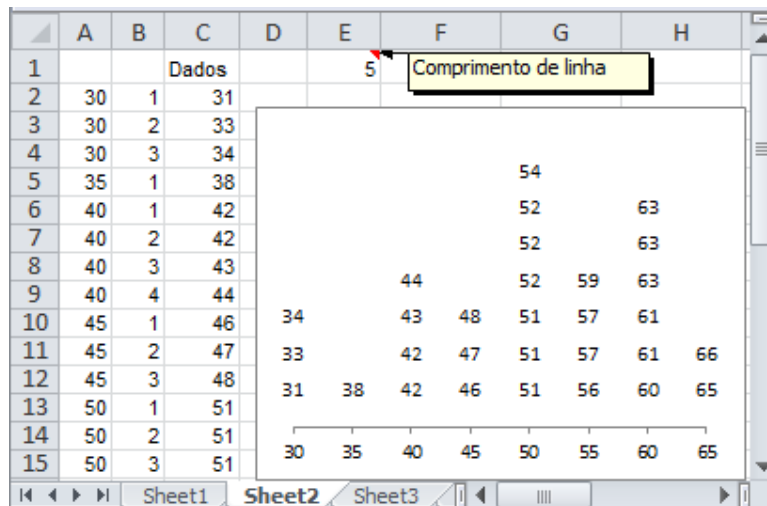 A B C D E F G H
1 Dados 5 Comprimento de linha
2 30 1 31
3 30 2 33
4 30 3 34
5 35 1 38
6 40 1 42
7 40 2 42
8 40 3 43
9 40 4 44
10 45 1 46
11 45 2 47
12 45 3 48
13 50 1 51
14 50 2 51
15 50 3 51
54
52 63
52 63
44 52 59 63
34 43 48 51 57 61
33 42 47 51 57 61 66
31 38 42 46 51 56 60 65
30 35 40 45 50 55 60 65
Sheet1 Sheet2 Sheet3